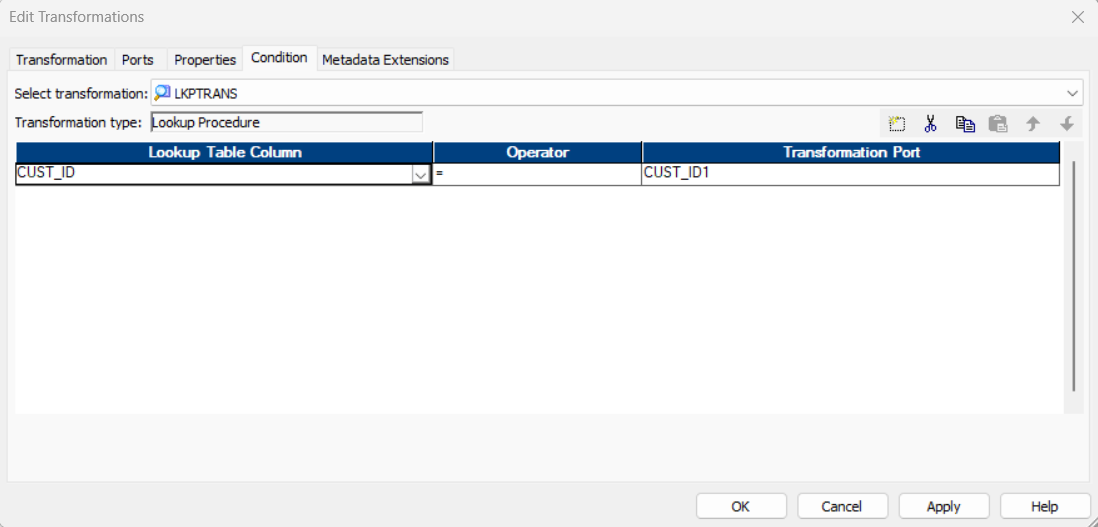 Edit Transformations
Transformation Ports Properties Condition Metadata Extensions
Select transformation: LKPTRANS
Transformation type: Lookup Procedure
Lookup Table Column Operator Transformation Port
CUST_ID = CUST_ID1
OK Cancel Apply Help